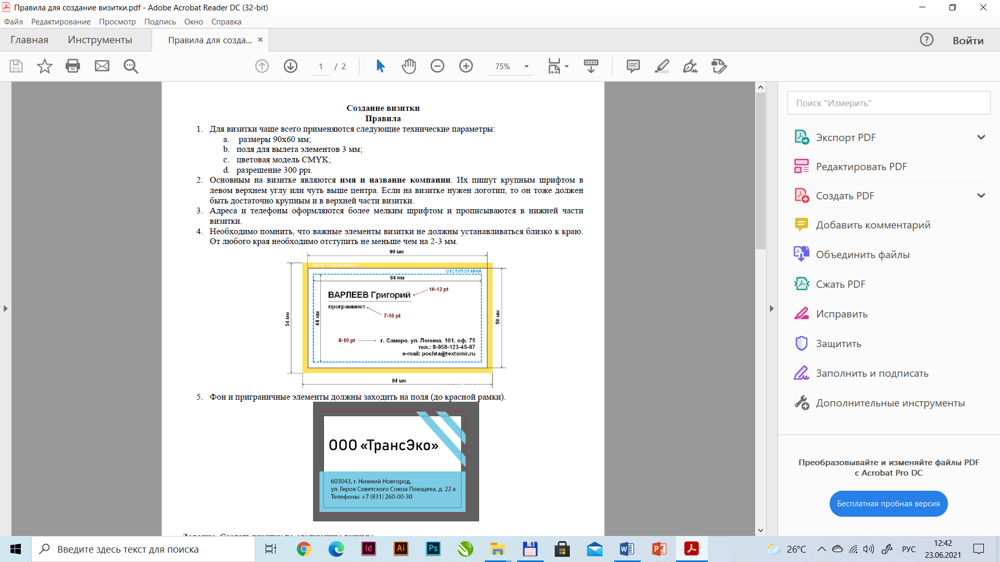 Правила для создание визитки.pdf - Adobe Acrobat Reader DC (32-bit)
Файл Редактирование Просмотр Подпись Окно Справка
Главная Инструменты Правила для созда... ×
Войти
1 / 2
75%
Создание визитки
Правила
1. Для визитки чаще всего применяются следующие технические параметры:
a. размеры 90х60 мм;
b. поля для вылета элементов 3 мм;
c. цветовая модель CMYK;
d. разрешение 300 ppi.
2. Основным на визитке являются имя и название компании. Их пишут крупным шрифтом в
левом верхнем углу или чуть выше центра. Если на визитке нужен логотип, то он тоже должен
быть достаточно крупным и в верхней части визитки.
3. Адреса и телефоны оформляются более мелким шрифтом и прописываются в нижней части
визитки.
4. Необходимо помнить, что важные элементы визитки не должны устанавливаться близко к краю.
От любого края необходимо отступить не меньше чем на 2-3 мм.
90 мм
ПОЛЕ "ПОД ОБРЕЗКУ"
ОТСТУП ОТ КРАЯ
84 мм
10-12 pt
ВАРЛЕЕВ Григорий
программист
7-10 pt
54 мм
44 мм
50 мм
6-10 pt
г. Самара, ул. Ленина, 101, оф. 75
тел.: 8-958-123-45-67
e-mail: pochta@textomir.ru
94 мм
5. Фон и приграничные элементы должны заходить на поля (до красной рамки).
ООО «ТрансЭко»
603043, г. Нижний Новгород,
ул. Героя Советского Союза Поющева, д. 22 а
Телефоны: +7 (831) 260-00-30
Поиск "Измерить"
Экспорт PDF
Редактировать PDF
Создать PDF
Добавить комментарий
Объединить файлы
Сжать PDF
Исправить
Защитить
Заполнить и подписать
Дополнительные инструменты
Преобразовывайте и изменяйте файлы PDF
с Acrobat Pro DC
Бесплатная пробная версия
Введите здесь текст для поиска
Id
Ai
Ps
26°C
РУС
12:42
23.06.2021